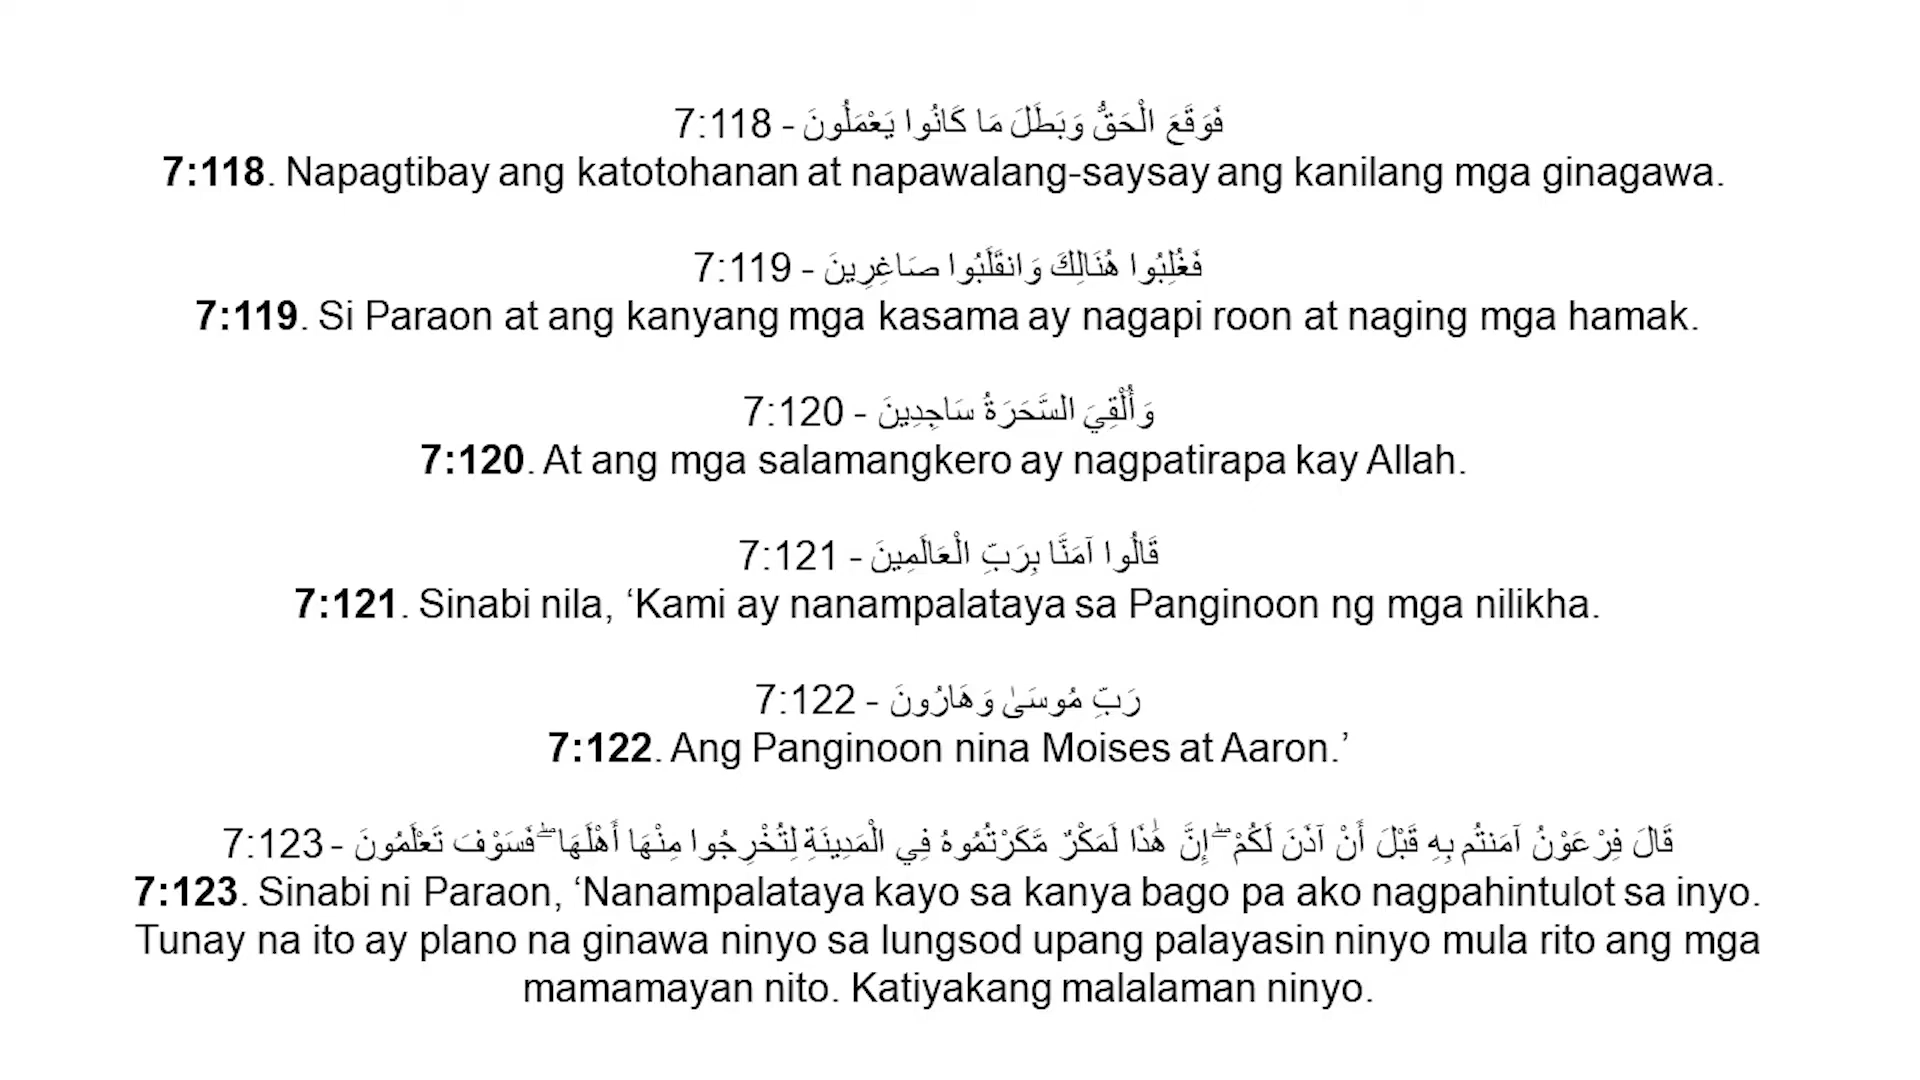 7:118 - فَوَقَعَ الْحَقُّ وَبَطَلَ مَا كَانُوا يَعْمَلُونَ
7:118. Napagtibay ang katotohanan at napawalang-saysay ang kanilang mga ginagawa.
7:119 - فَغُلِبُوا هُنَالِكَ وَانقَلَبُوا صَاغِرِينَ
7:119. Si Paraon at ang kanyang mga kasama ay nagapi roon at naging mga hamak.
7:120 - وَأُلْقِيَ السَّحَرَةُ سَاجِدِينَ
7:120. At ang mga salamangkero ay nagpatirapa kay Allah.
7:121 - قَالُوا آمَنَّا بِرَبِّ الْعَالَمِينَ
7:121. Sinabi nila, ‘Kami ay nanampalataya sa Panginoon ng mga nilikha.
7:122 - رَبِّ مُوسَىٰ وَهَارُونَ
7:122. Ang Panginoon nina Moises at Aaron.’
7:123 - قَالَ فِرْعَوْنُ آمَنتُم بِهِ قَبْلَ أَنْ آذَنَ لَكُمْ ۖ إِنَّ هَٰذَا لَمَكْرٌ مَّكَرْتُمُوهُ فِي الْمَدِينَةِ لِتُخْرِجُوا مِنْهَا أَهْلَهَا ۖ فَسَوْفَ تَعْلَمُونَ
7:123. Sinabi ni Paraon, ‘Nanampalataya kayo sa kanya bago pa ako nagpahintulot sa inyo.
Tunay na ito ay plano na ginawa ninyo sa lungsod upang palayasin ninyo mula rito ang mga
mamamayan nito. Katiyakang malalaman ninyo.